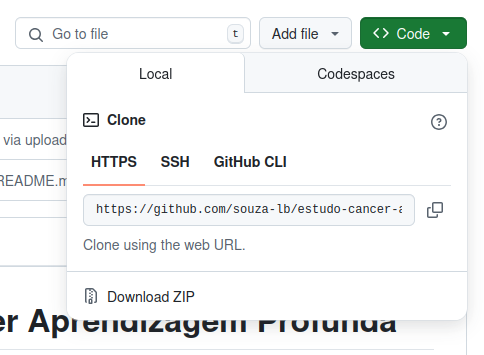 Go to file t Add file Code
Local Codespaces
via upload
Clone
README.m
HTTPS SSH GitHub CLI
https://github.com/souza-lb/estudo-cancer-a
Clone using the web URL.
Download ZIP
er Aprendizagem Profunda